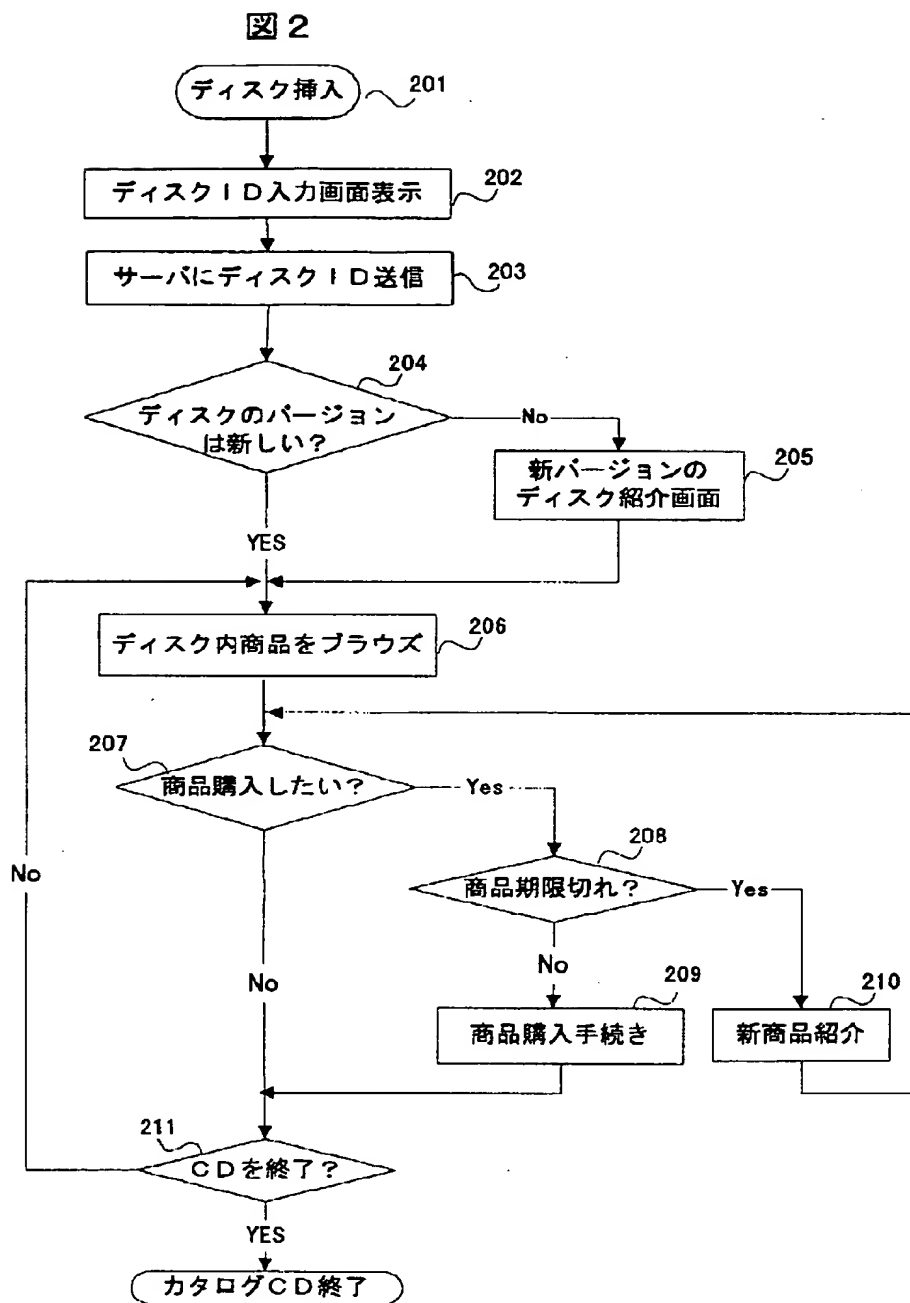 図2
ディスク挿入
201
ディスクID入力画面表示
202
サーバにディスクID送信
203
204
ディスクのバージョン
は新しい?
No
新バージョンの
ディスク紹介画面
205
YES
ディスク内商品をブラウズ
206
207
商品購入したい?
Yes
208
商品期限切れ?
Yes
No
No
No
209
商品購入手続き
210
新商品紹介
211
CDを終了?
YES
カタログCD終了